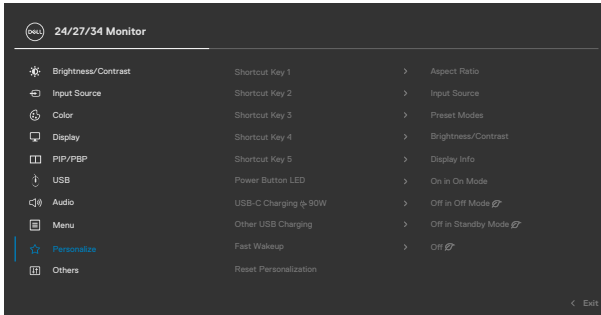 DELL 24/27/34 Monitor
Brightness/Contrast Shortcut Key 1 > Aspect Ratio
Input Source Shortcut Key 2 > Input Source
Color Shortcut Key 3 > Preset Modes
Display Shortcut Key 4 > Brightness/Contrast
PIP/PBP Shortcut Key 5 > Display Info
USB Power Button LED > On in On Mode
Audio USB-C Charging 90W > Off in Off Mode
Menu Other USB Charging > Off in Standby Mode
Personalize Fast Wakeup > Off
Others Reset Personalization
< Exit